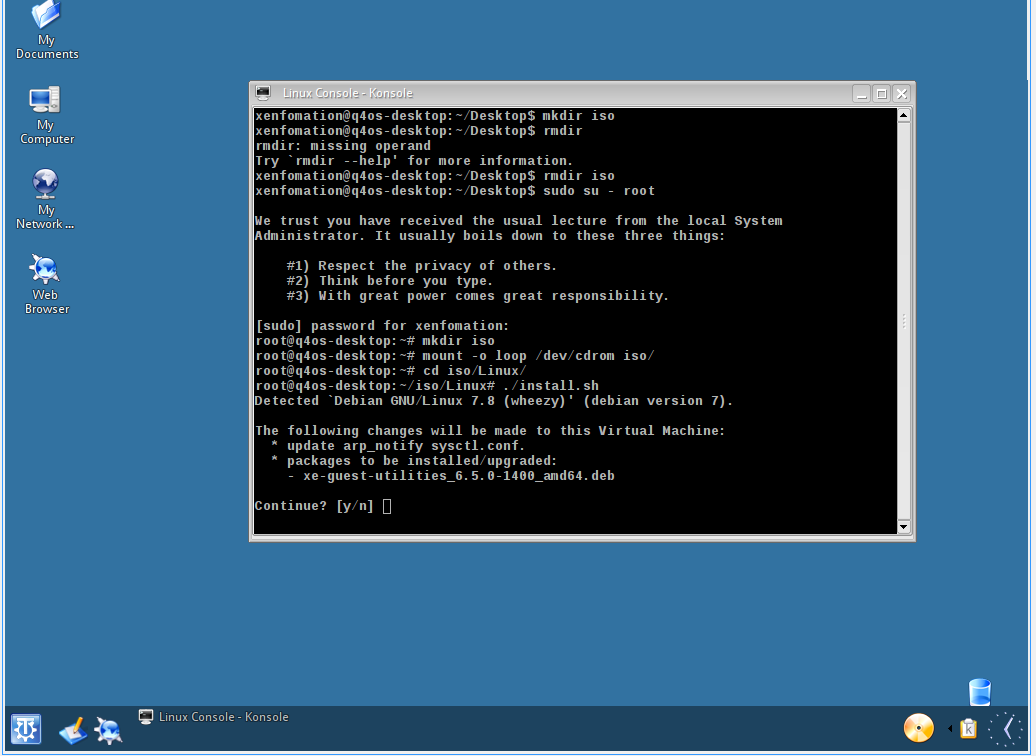 My
Documents
My
Computer
My
Network ...
Web
Browser
Linux Console - Konsole
xenfomation@q4os-desktop:~/Desktop$ mkdir iso
xenfomation@q4os-desktop:~/Desktop$ rmdir
rmdir: missing operand
Try `rmdir --help' for more information.
xenfomation@q4os-desktop:~/Desktop$ rmdir iso
xenfomation@q4os-desktop:~/Desktop$ sudo su - root
We trust you have received the usual lecture from the local System
Administrator. It usually boils down to these three things:
#1) Respect the privacy of others.
#2) Think before you type.
#3) With great power comes great responsibility.
[sudo] password for xenfomation:
root@q4os-desktop:~# mkdir iso
root@q4os-desktop:~# mount -o loop /dev/cdrom iso/
root@q4os-desktop:~# cd iso/Linux/
root@q4os-desktop:~/iso/Linux# ./install.sh
Detected `Debian GNU/Linux 7.8 (wheezy)' (debian version 7).
The following changes will be made to this Virtual Machine:
* update arp_notify sysctl.conf.
* packages to be installed/upgraded:
- xe-guest-utilities_6.5.0-1400_amd64.deb
Continue? [y/n]
Linux Console - Konsole